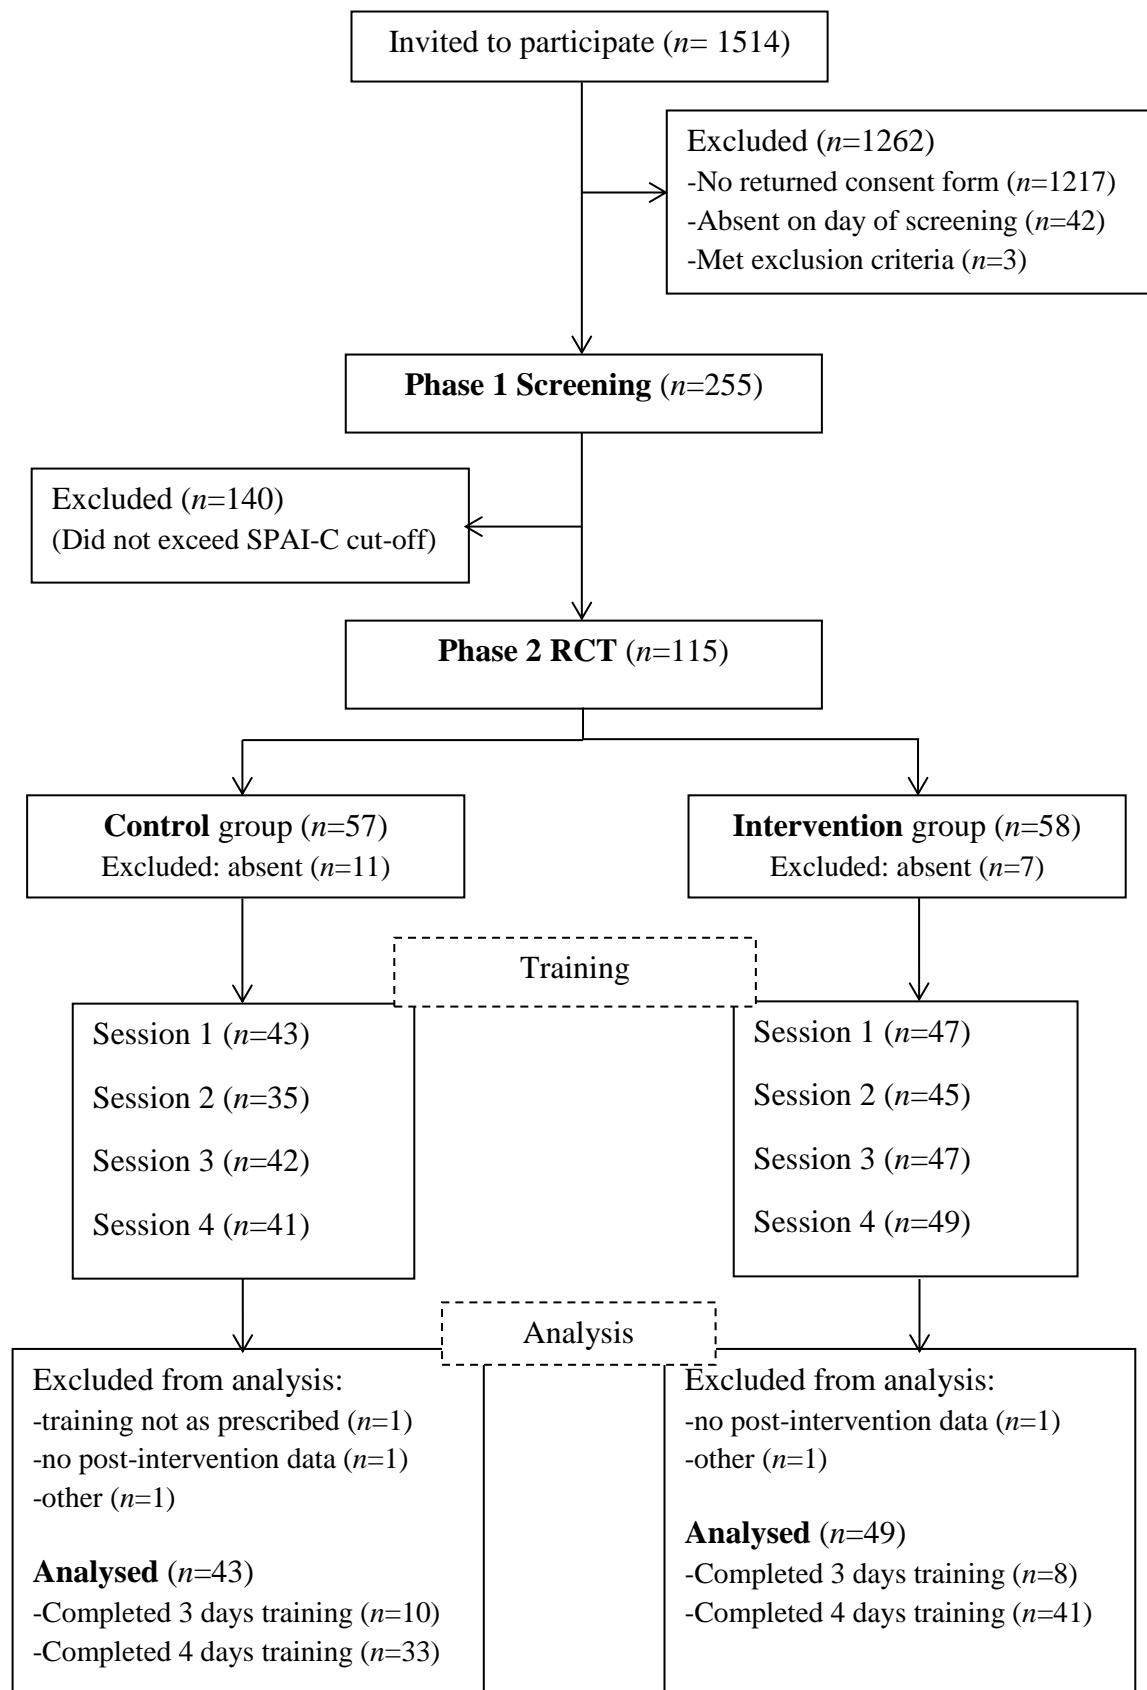 Invited to participate (n= 1514)
Excluded (n=1262)
-No returned consent form (n=1217)
-Absent on day of screening (n=42)
-Met exclusion criteria (n=3)
Phase 1 Screening (n=255)
Excluded (n=140)
(Did not exceed SPAI-C cut-off)
Phase 2 RCT (n=115)
Control group (n=57)
Excluded: absent (n=11)
Intervention group (n=58)
Excluded: absent (n=7)
Training
Session 1 (n=43)
Session 2 (n=35)
Session 3 (n=42)
Session 4 (n=41)
Session 1 (n=47)
Session 2 (n=45)
Session 3 (n=47)
Session 4 (n=49)
Analysis
Excluded from analysis:
-training not as prescribed (n=1)
-no post-intervention data (n=1)
-other (n=1)
Analysed (n=43)
-Completed 3 days training (n=10)
-Completed 4 days training (n=33)
Excluded from analysis:
-no post-intervention data (n=1)
-other (n=1)
Analysed (n=49)
-Completed 3 days training (n=8)
-Completed 4 days training (n=41)